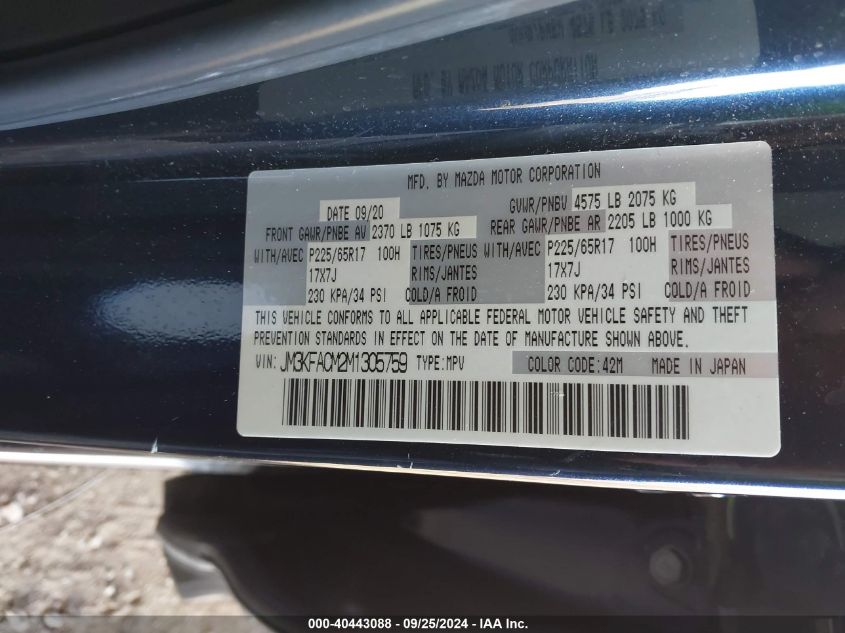 MFD. BY MAZDA MOTOR CORPORATION
DATE 09/20 GVWR/PNBV 4575 LB 2075 KG
FRONT GAWR/PNBE AV 2370 LB 1075 KG REAR GAWR/PNBE AR 2205 LB 1000 KG
WITH/AVEC P225/65R17 100H TIRES/PNEUS WITH/AVEC P225/65R17 100H TIRES/PNEUS
17X7J RIMS/JANTES 17X7J RIMS/JANTES
230 KPA/34 PSI COLD/A FROID 230 KPA/34 PSI COLD/A FROID
THIS VEHICLE CONFORMS TO ALL APPLICABLE FEDERAL MOTOR VEHICLE SAFETY AND THEFT
PREVENTION STANDARDS IN EFFECT ON THE DATE OF MANUFACTURE SHOWN ABOVE.
VIN: JM3KFACM2M1305759 TYPE:MPV COLOR CODE:42M MADE IN JAPAN
000-40443088 - 09/25/2024 - IAA Inc.